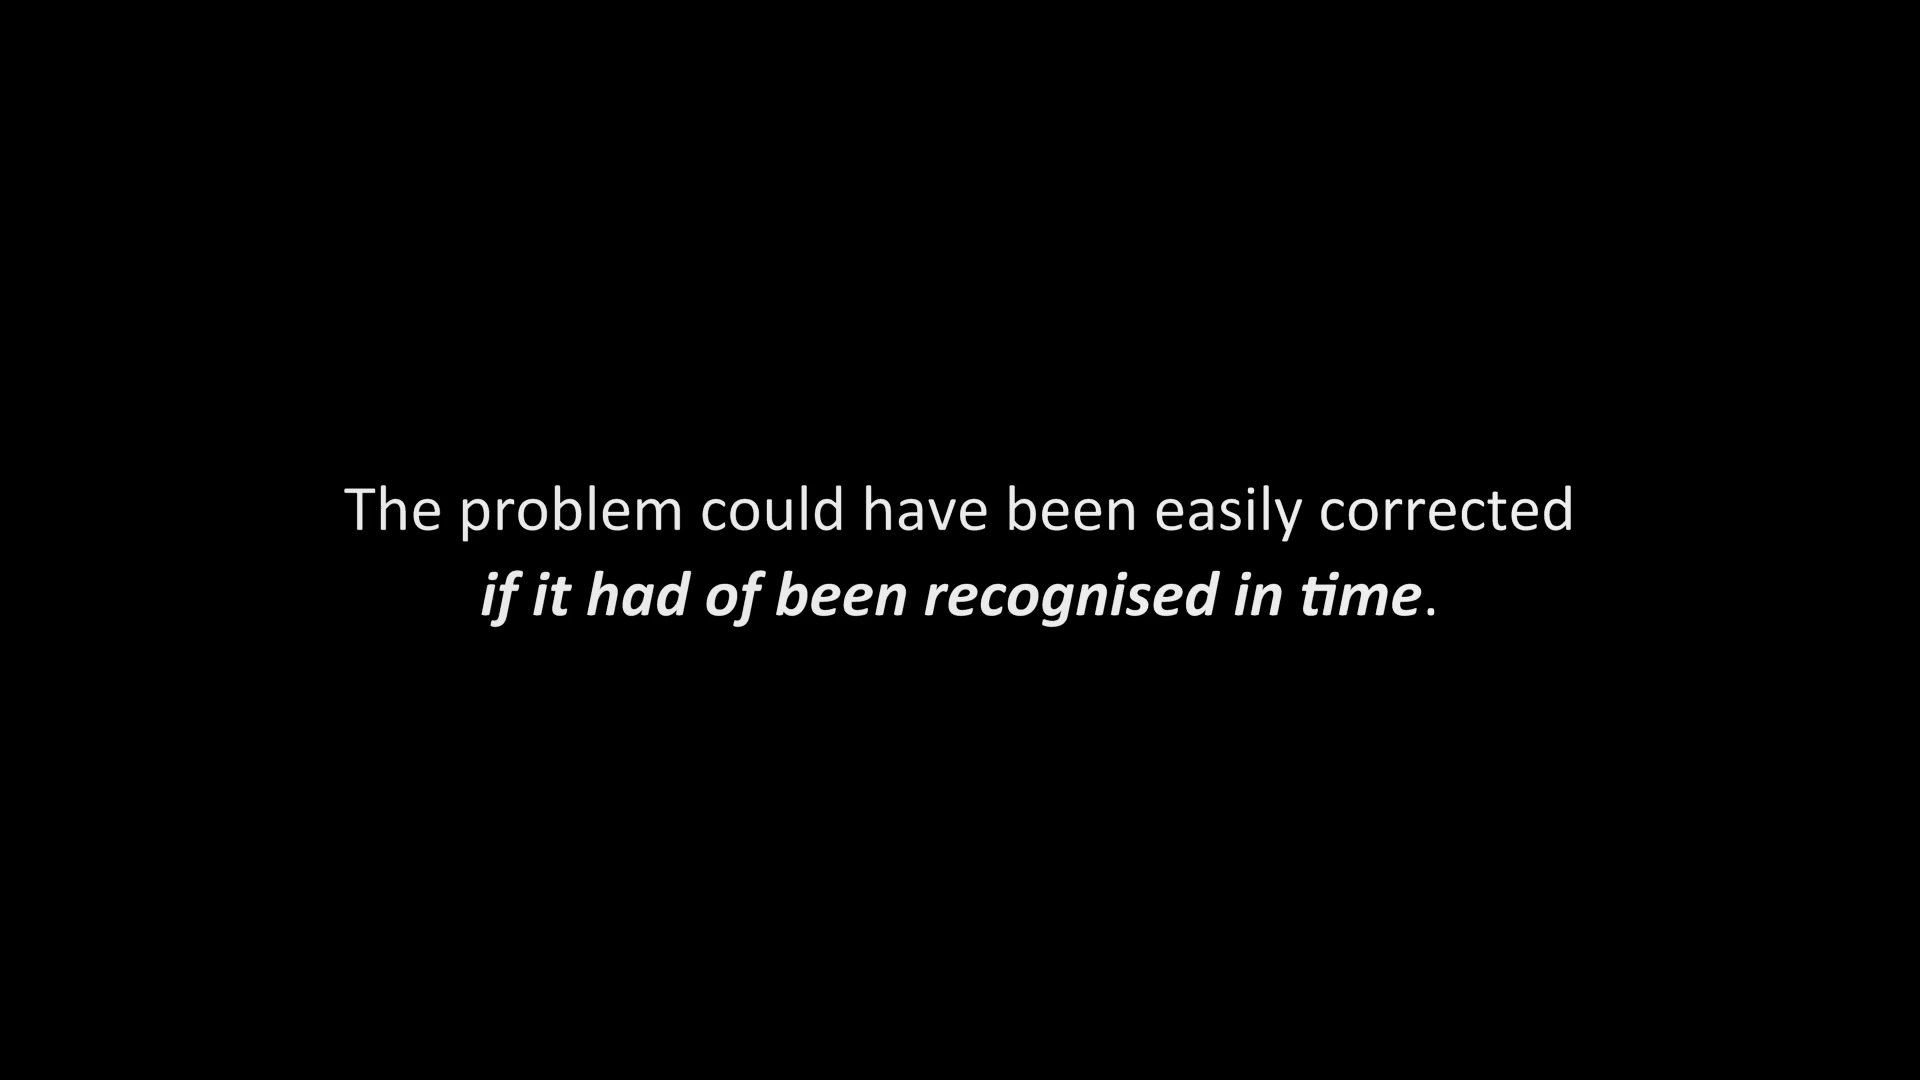 The problem could have been easily corrected
if it had of been recognised in time.